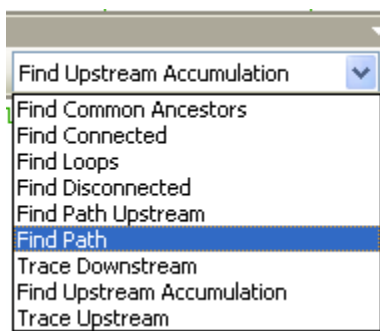 Find Upstream Accumulation
Find Common Ancestors
Find Connected
Find Loops
Find Disconnected
Find Path Upstream
Find Path
Trace Downstream
Find Upstream Accumulation
Trace Upstream